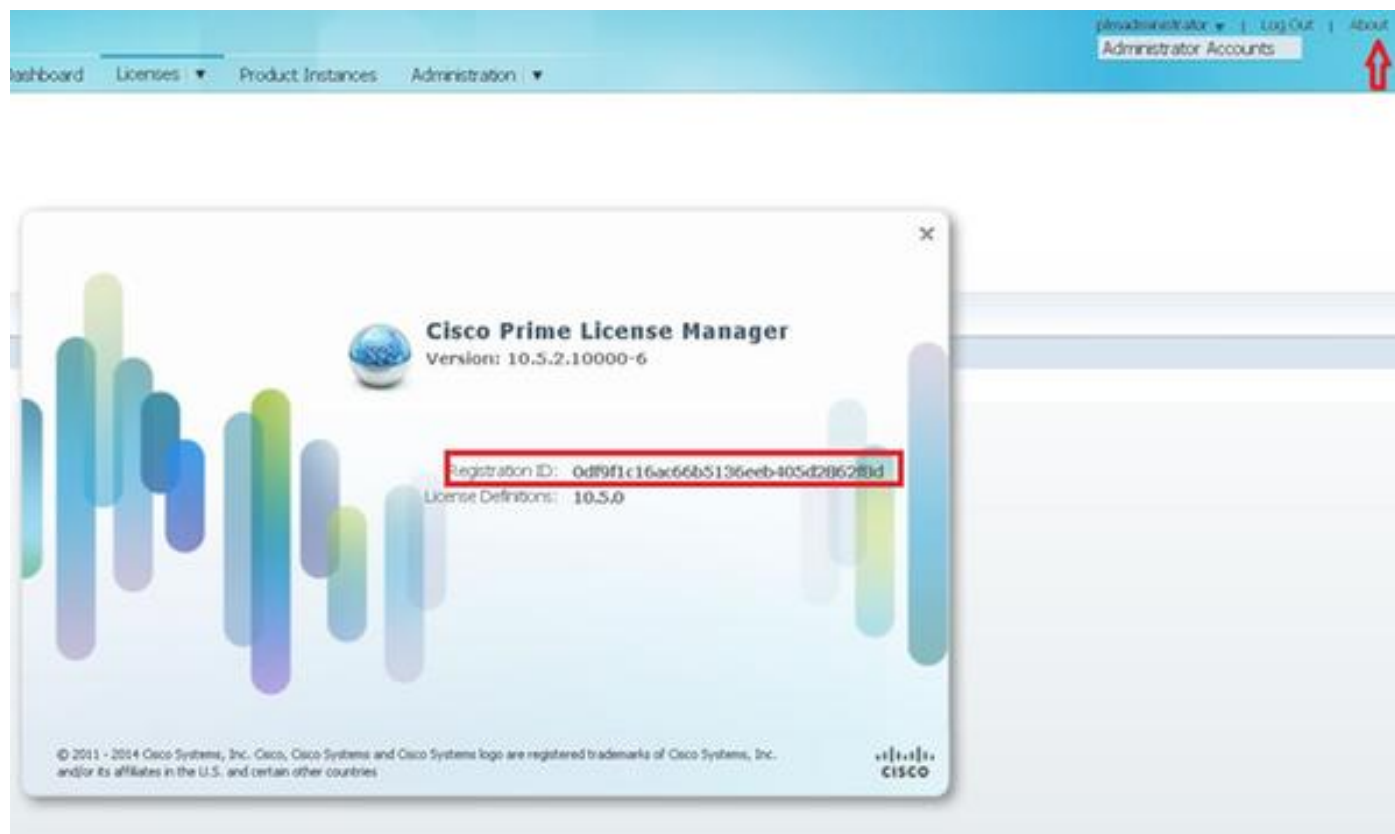 plmadministrator ▼ | Log Out | About
Administrator Accounts
Dashboard Licenses ▼ Product Instances Administration ▼
×
Cisco Prime License Manager
Version: 10.5.2.10000-6
Registration ID: 0df9f1c16ac66b5136eeb405d2862f8d
License Definitions: 10.5.0
© 2011 - 2014 Cisco Systems, Inc. Cisco, Cisco Systems and Cisco Systems logo are registered trademarks of Cisco Systems, Inc.
and/or its affiliates in the U.S. and certain other countries
CISCO